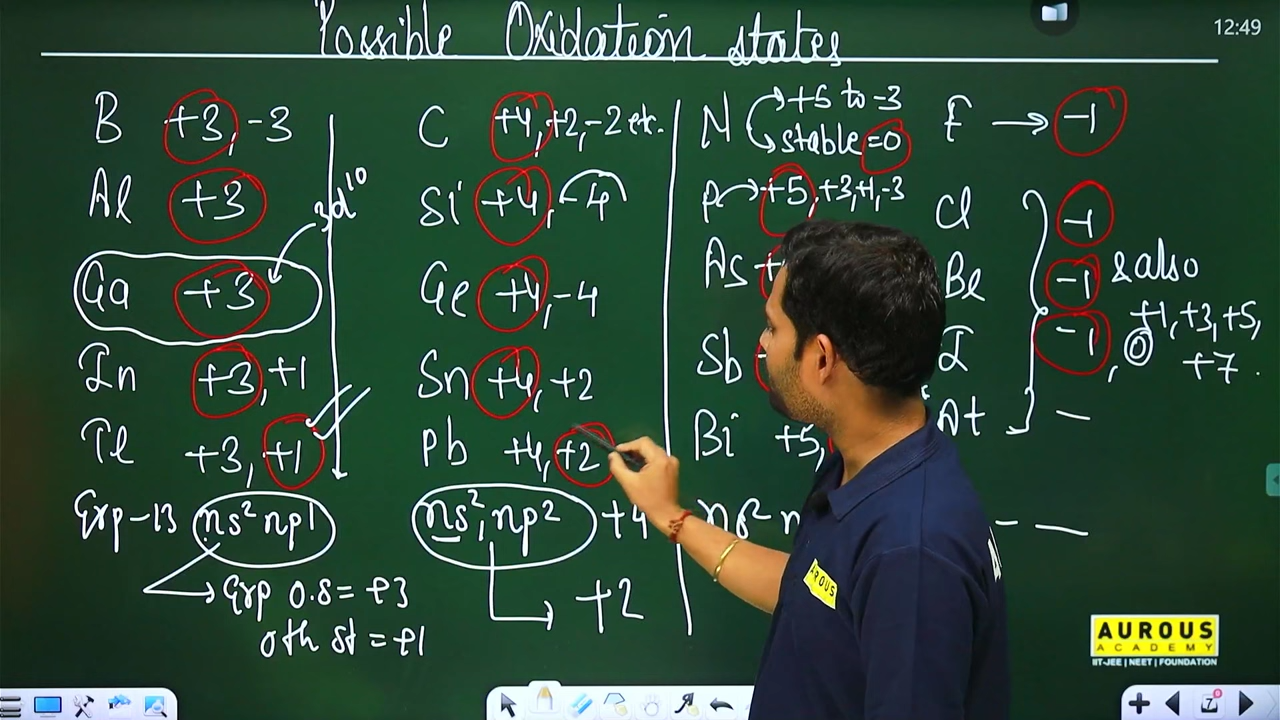 Possible Oxidation states
12:49
B +3, -3
Al +3
Ga +3
3d¹⁰
In +3, +1
Tl +3, +1
Grp-13 ns² np¹
Grp O.S = +3
Oth st = +1
C +4, +2, -2 etc.
Si +4, -4
Ge +4, -4
Sn +4, +2
Pb +4, +2
ns², np² +4
+2
N +5 to -3
stable = 0
P +5, +3, +1, -3
As
Sb
Bi +5,
ns²
F → -1
Cl -1
Be -1 & also
I -1, 0 +1, +3, +5,
+7.
At -
AUROUS
AUROUS
ACADEMY
IIT-JEE | NEET | FOUNDATION